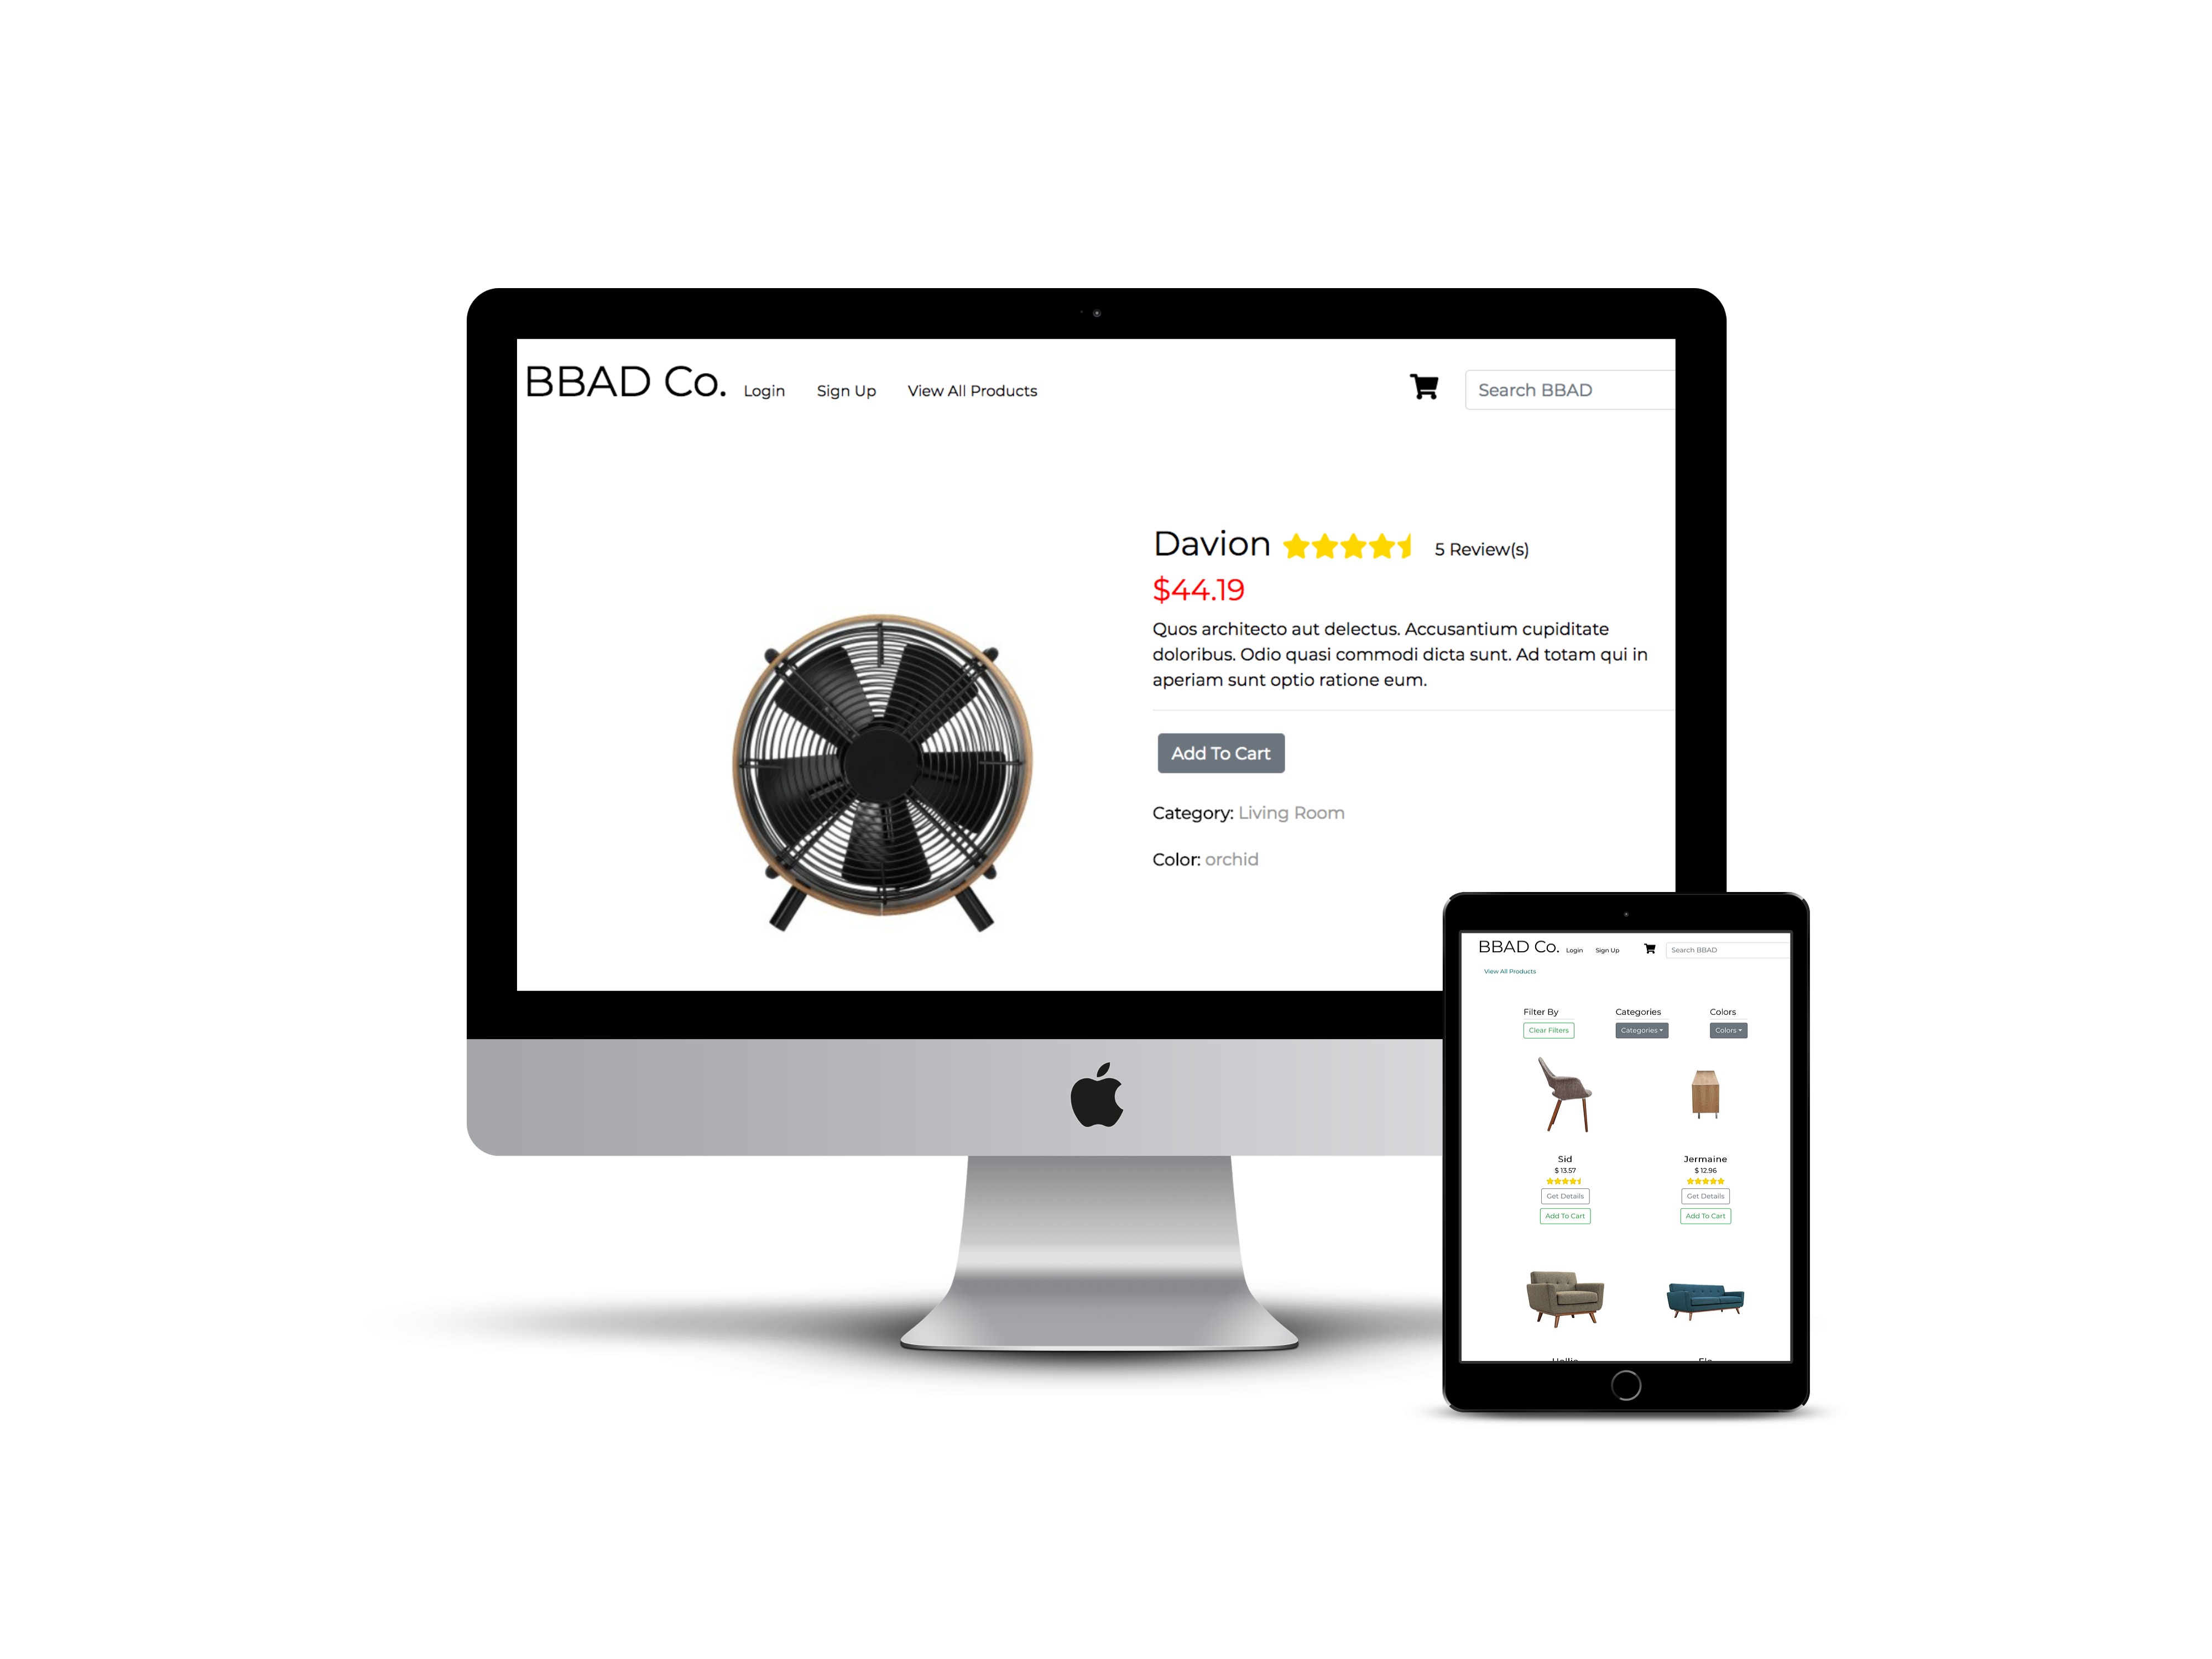 BBAD Co. Login Sign Up View All Products Search BBAD
Davion 5 Review(s)
$44.19
Quos architecto aut delectus. Accusantium cupiditate
doloribus. Odio quasi commodi dicta sunt. Ad totam qui in
aperiam sunt optio ratione eum.
Add To Cart
Category: Living Room
Color: orchid
BBAD Co. Login Sign Up Search BBAD
View All Products
Filter By Categories Colors
Clear Filters Categories Colors
Sid Jermaine
$ 13.57 $ 12.96
Get Details Get Details
Add To Cart Add To Cart